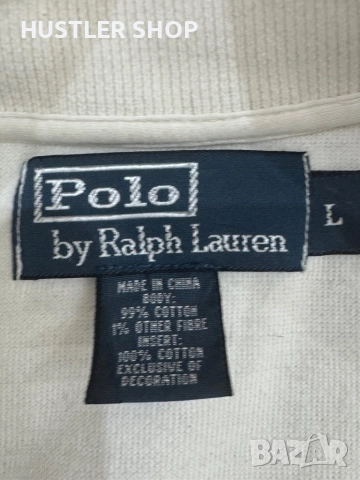 HUSTLER SHOP
Polo
by Ralph Lauren
L
MADE IN CHINA
BODY:
99% COTTON
1% OTHER FIBRE
INSERT:
100% COTTON
EXCLUSIVE OF
DECORATION
BAZAR
bg